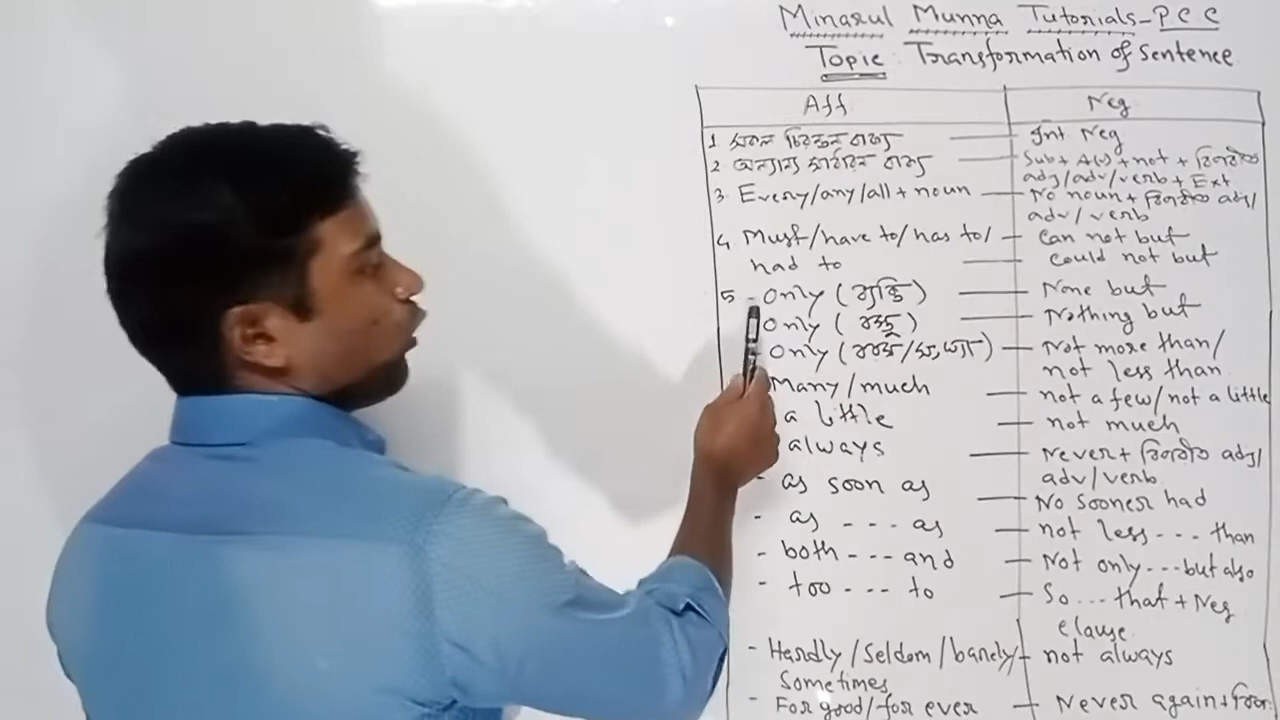 Minarul Munna Tutorials-PCC
Topic: Transformation of Sentence
Aff Neg
1 সকল চিরন্তন বাক্য — Int. Neg
2 অন্যান্য সাধারন বাক্য — Sub + A(v) + not + বিপরীত
adj/adv/verb + Ext.
3 Every/any/all + noun — No noun + বিপরীত adj/
adv/verb
4 Must/have to/has to/ — Can not but
had to — Could not but
5 - Only (ব্যক্তি) — None but
Only (বস্তু) — Nothing but
- Only (বয়স/সংখ্যা) — Not more than/
not less than
Many/much — not a few/not a little
a little — not much
always — Never + বিপরীত adj/
adv/verb
- as soon as — No sooner had
- as --- as — not less --- than
- both --- and — Not only --- but also
- too --- to — So --- that + Neg
clause.
- Hardly/Seldom/barely/ — not always
Sometimes
- For good/for ever — Never again +